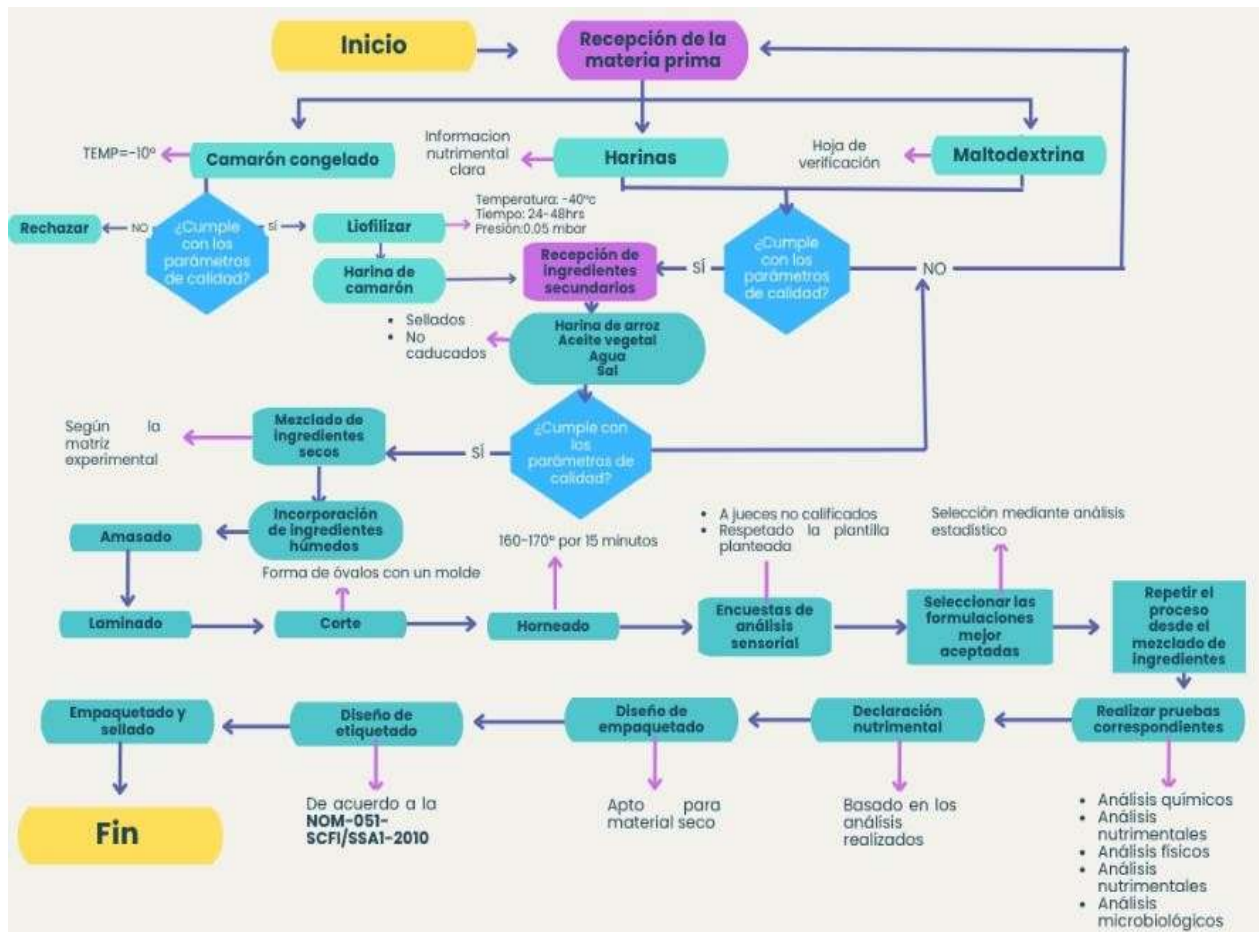 Inicio
Recepción de la
materia prima
TEMP=-10°
Camarón congelado
Informacion
nutrimental
clara
Harinas
Hoja de
verificación
Maltodextrina
Rechazar
NO
¿Cumple
con los
parámetros
de calidad?
SÍ
Liofilizar
Temperatura: -40°c
Tiempo: 24-48hrs
Presión:0.05 mbar
Harina de
camarón
Recepción de
ingredientes
secundarios
SÍ
¿Cumple
con los
parámetros
de calidad?
NO
• Sellados
• No
caducados
Harina de arroz
Aceite vegetal
Agua
Sal
Según la
matriz
experimental
Mezclado de
ingredientes
secos
SÍ
¿Cumple con
los
parámetros de
calidad?
Amasado
Incorporación
de ingredientes
húmedos
Forma de óvalos con un molde
160-170° por 15 minutos
• A jueces no calificados
• Respetado la plantilla
planteada
Selección mediante análisis
estadístico
Laminado
Corte
Horneado
Encuestas de
análisis
sensorial
Seleccionar las
formulaciones
mejor
aceptadas
Repetir el
proceso
desde el
mezclado de
ingredientes
Empaquetado y
sellado
Diseño de
etiquetado
Diseño de
empaquetado
Declaración
nutrimental
Realizar pruebas
correspondientes
Fin
De acuerdo a la
NOM-051-
SCFI/SSA1-2010
Apto para
material seco
Basado en los
análisis
realizados
• Análisis químicos
• Análisis
nutrimentales
• Análisis físicos
• Análisis
nutrimentales
• Análisis
microbiológicos